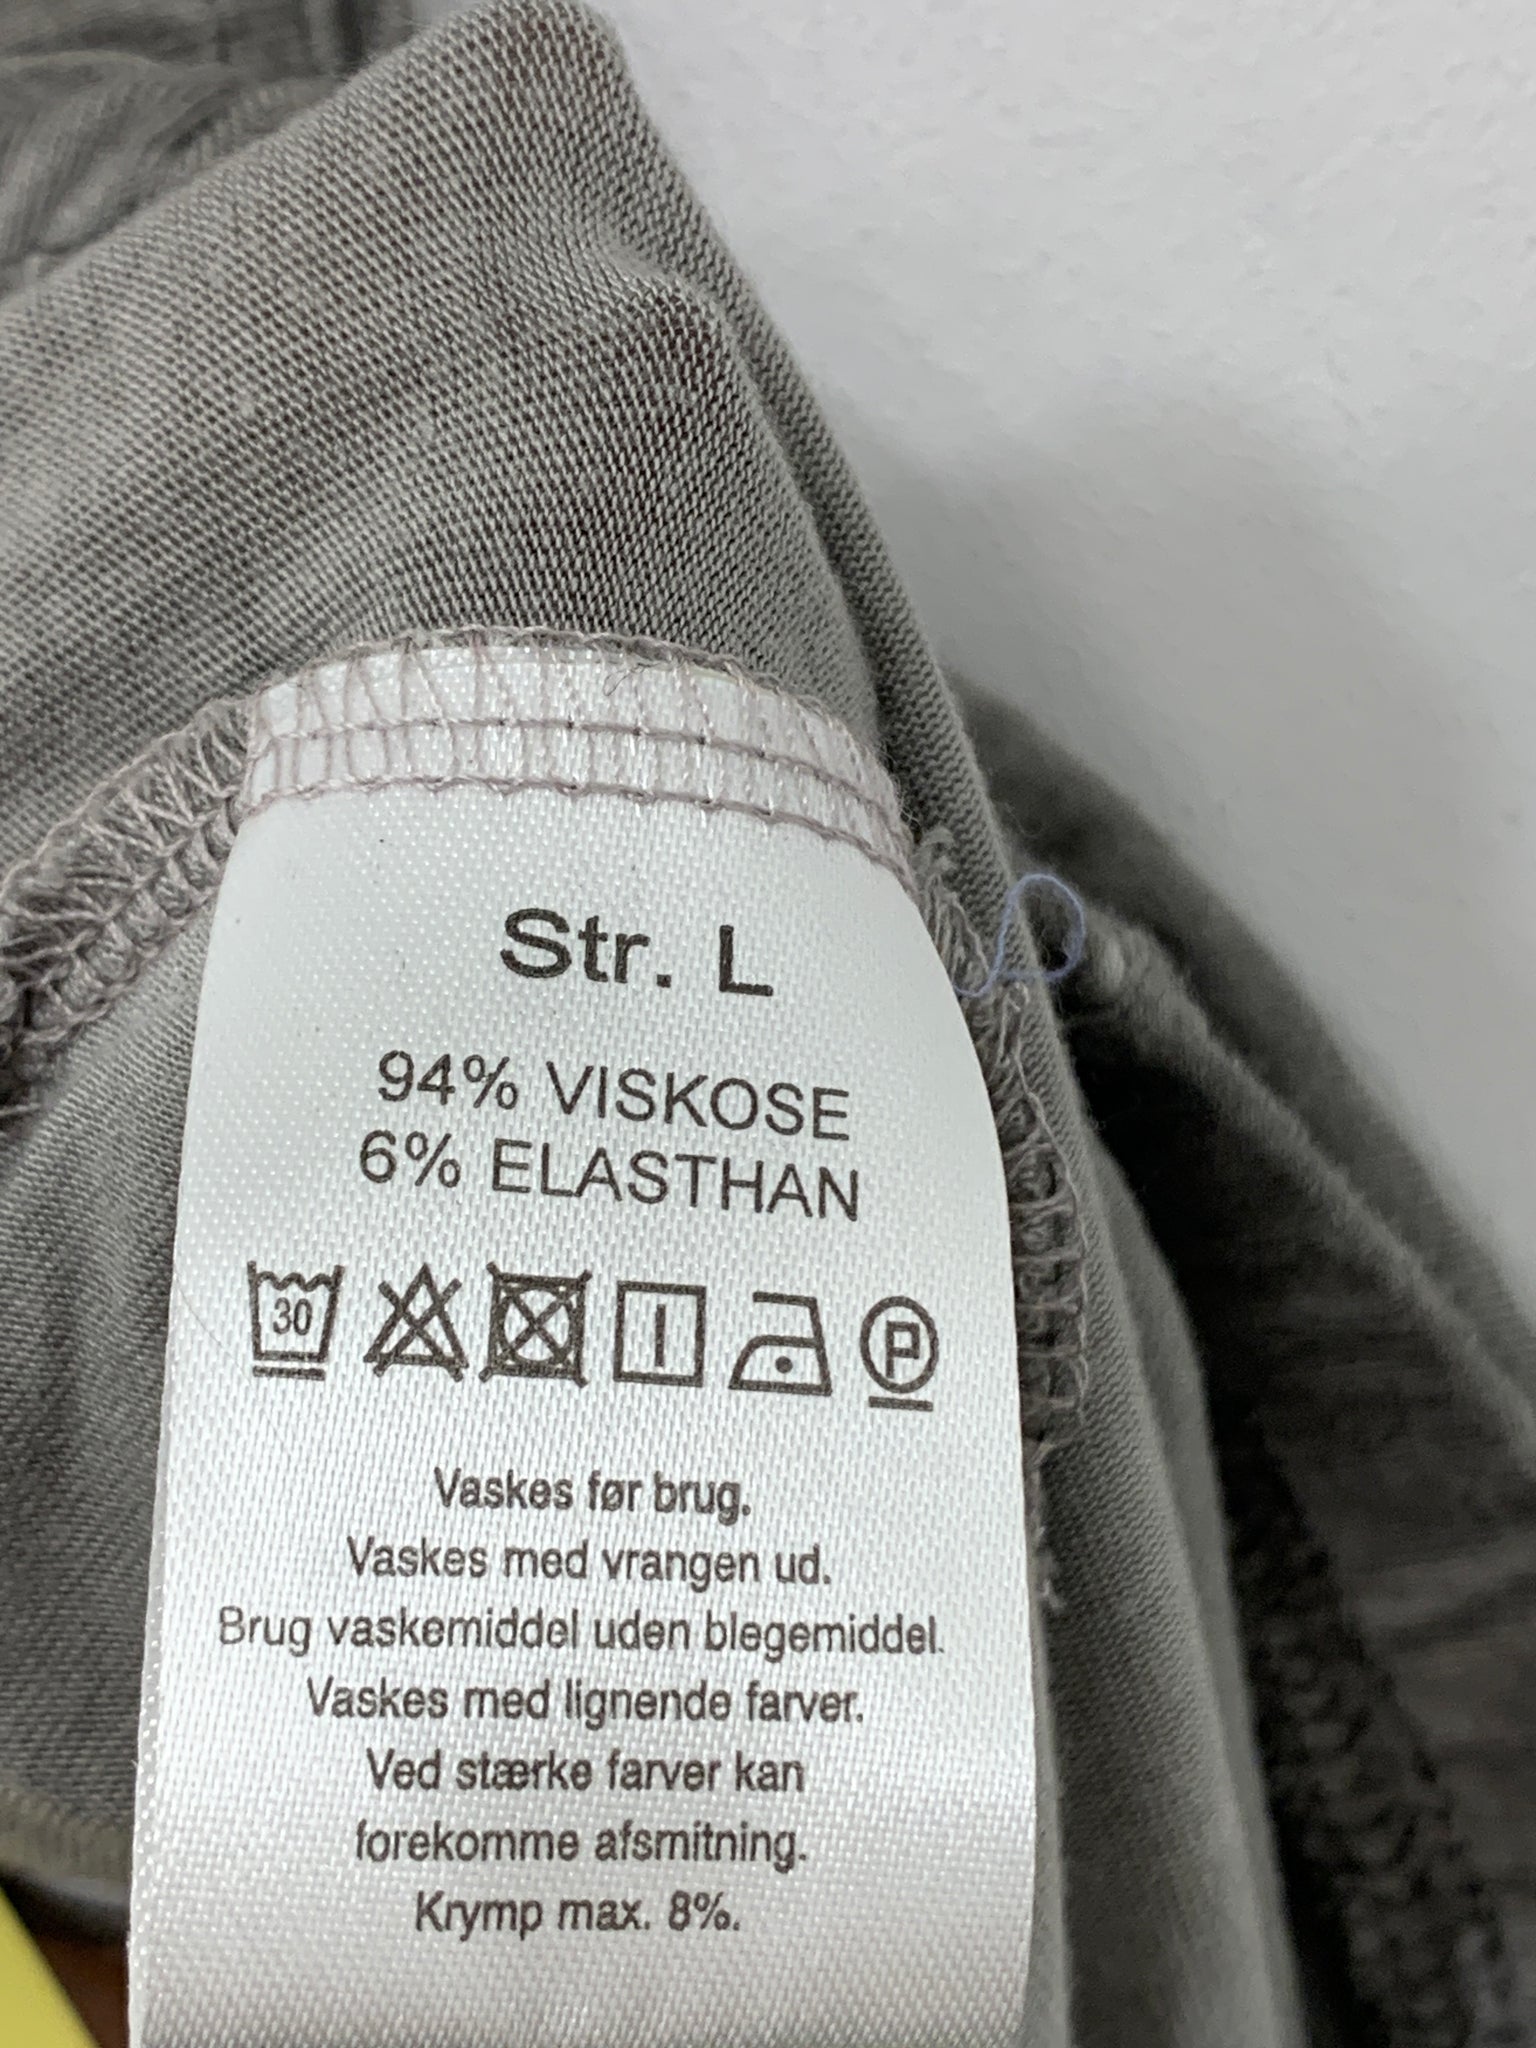 Str. L
94% VISKOSE
6% ELASTHAN
30 P
Vaskes før brug.
Vaskes med vrangen ud.
Brug vaskemiddel uden blegemiddel.
Vaskes med lignende farver.
Ved stærke farver kan
forekomme afsmitning.
Krymp max. 8%.